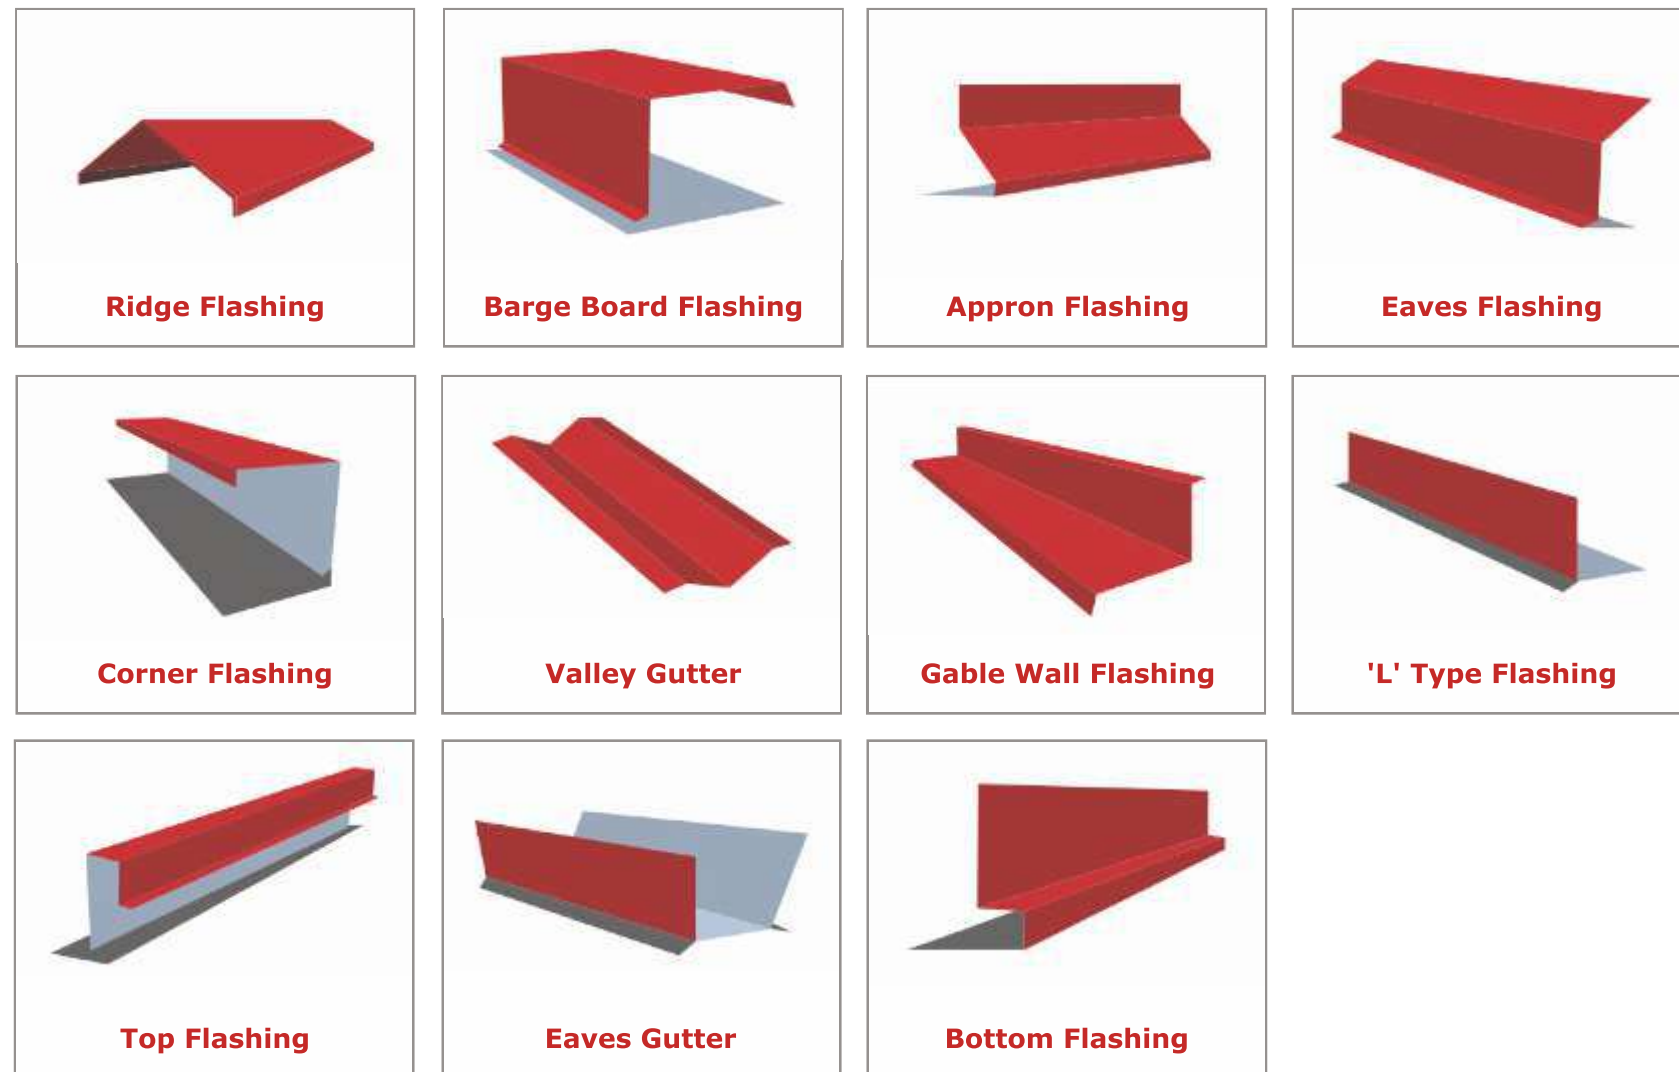 Ridge Flashing
Barge Board Flashing
Appron Flashing
Eaves Flashing
Corner Flashing
Valley Gutter
Gable Wall Flashing
'L' Type Flashing
Top Flashing
Eaves Gutter
Bottom Flashing